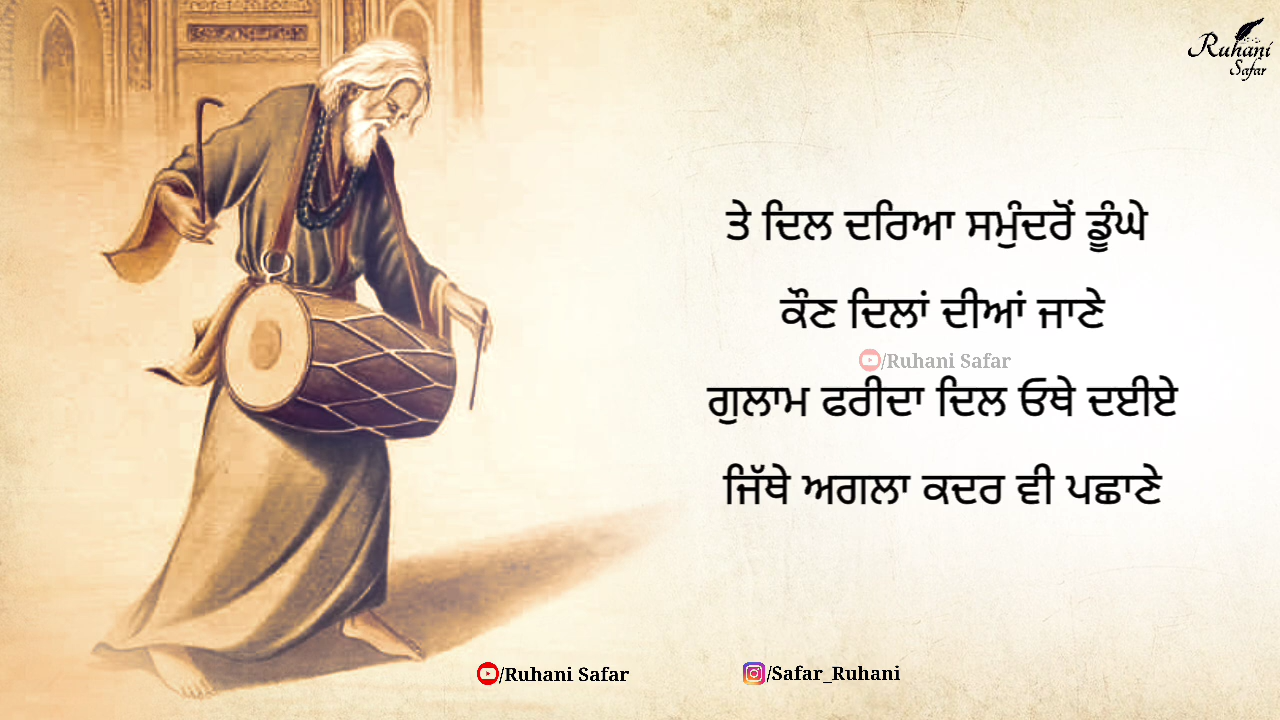 Ruhani
Safar
ਤੇ ਦਿਲ ਦਰਿਆ ਸਮੁੰਦਰੋਂ ਡੂੰਘੇ
ਕੌਣ ਦਿਲਾਂ ਦੀਆਂ ਜਾਣੇ
/Ruhani Safar
ਗੁਲਾਮ ਫਰੀਦਾ ਦਿਲ ਓਥੇ ਦਈਏ
ਜਿੱਥੇ ਅਗਲਾ ਕਦਰ ਵੀ ਪਛਾਣੇ
/Ruhani Safar
/Safar_Ruhani